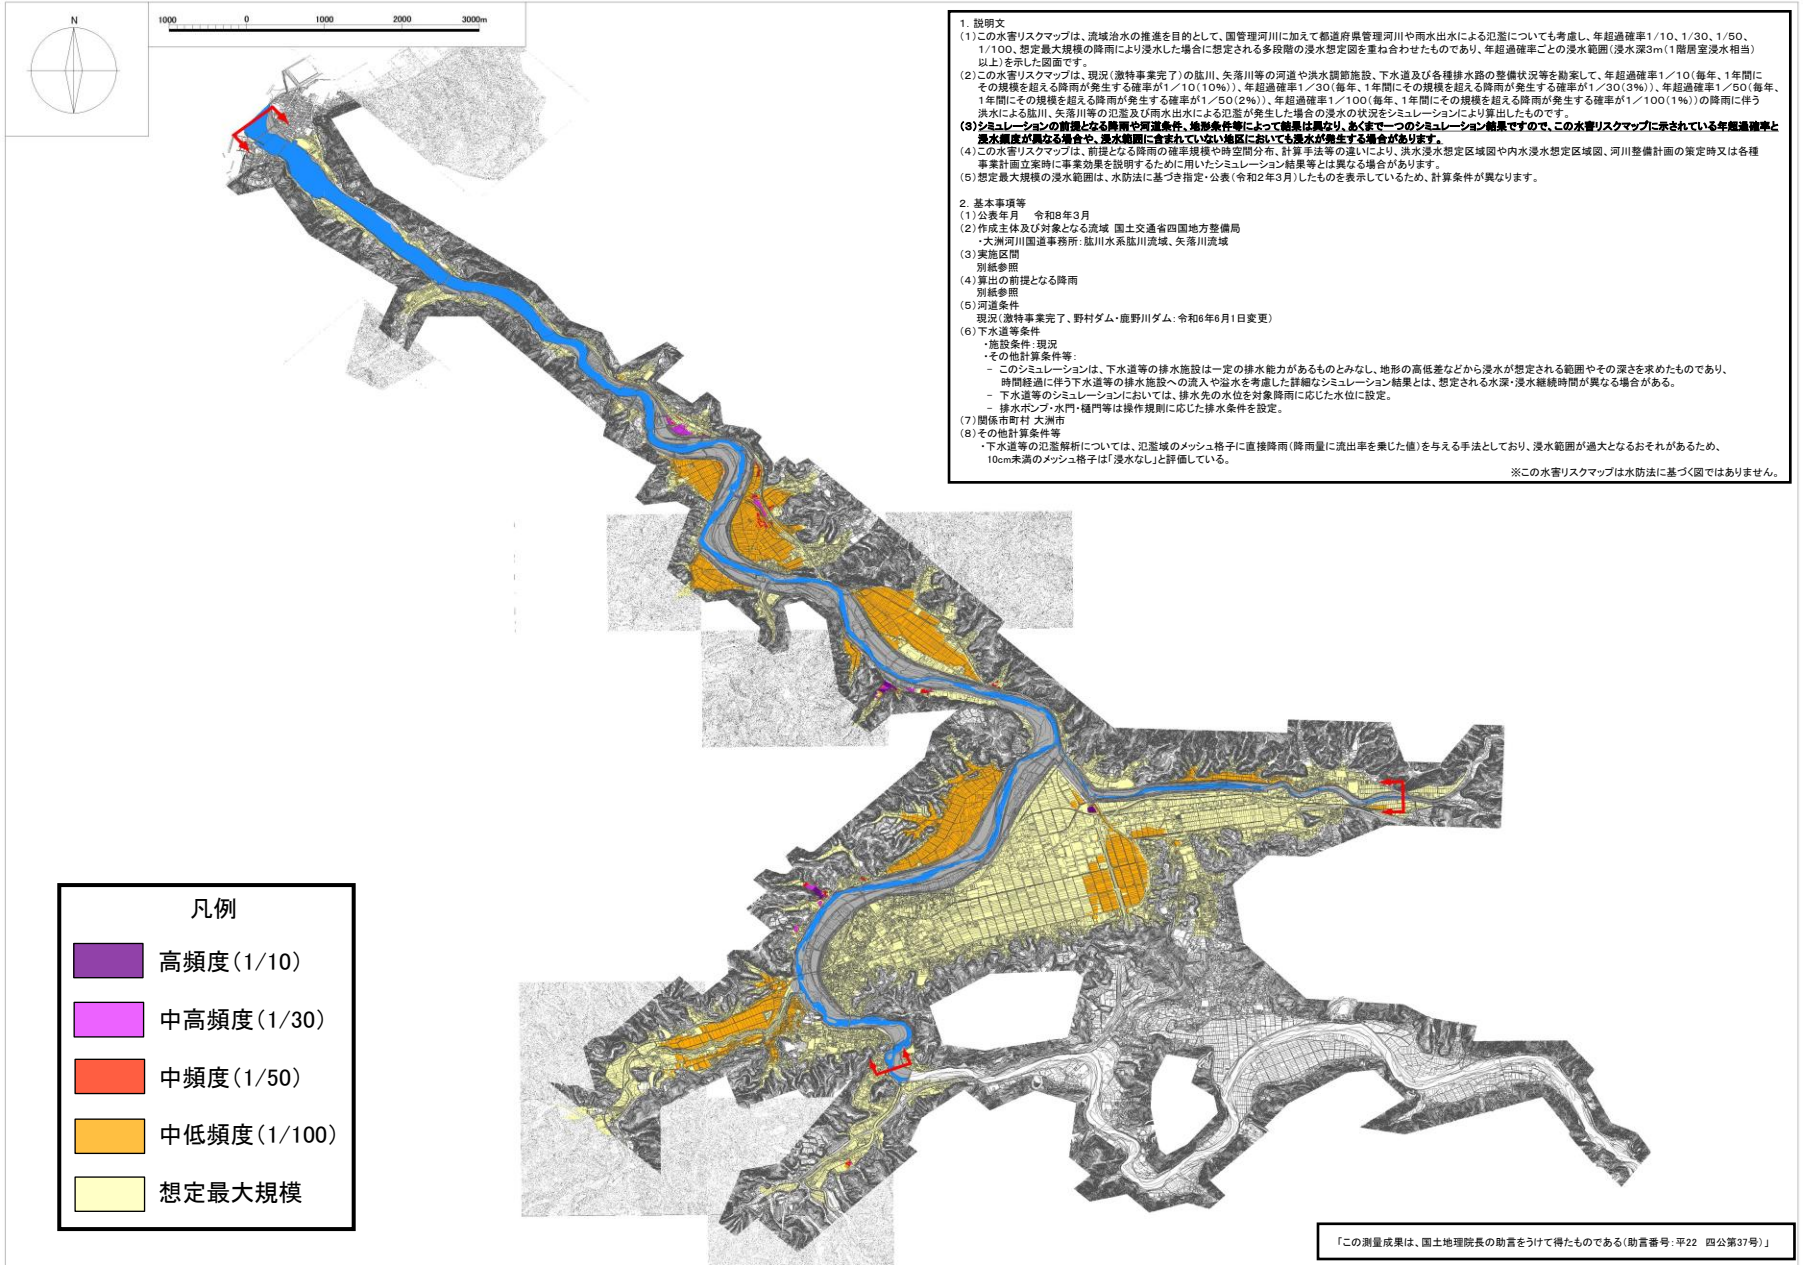 N
1000 0 1000 2000 3000m
1. 説明文
(1)この水害リスクマップは、流域治水の推進を目的として、国管理河川に加えて都道府県管理河川や雨水出水による氾濫についても考慮し、年超過確率1/10、1/30、1/50、
1/100、想定最大規模の降雨により浸水した場合に想定される多段階の浸水想定図を重ね合わせたものであり、年超過確率ごとの浸水範囲(浸水深3m(1階居室浸水相当)
以上)を示した図面です。
(2)この水害リスクマップは、現況(激特事業完了)の肱川、矢落川等の河道や洪水調節施設、下水道及び各種排水路の整備状況等を勘案して、年超過確率1/10(毎年、1年間に
その規模を超える降雨が発生する確率が1/10(10%))、年超過確率1/30(毎年、1年間にその規模を超える降雨が発生する確率が1/30(3%))、年超過確率1/50(毎年、
1年間にその規模を超える降雨が発生する確率が1/50(2%))、年超過確率1/100(毎年、1年間にその規模を超える降雨が発生する確率が1/100(1%))の降雨に伴う
洪水による肱川、矢落川等の氾濫及び雨水出水による氾濫が発生した場合の浸水の状況をシミュレーションにより算出したものです。
(3)シミュレーションの前提となる降雨や河道条件、地形条件等によって結果は異なり、あくまで一つのシミュレーション結果ですので、この水害リスクマップに示されている年超過確率と
浸水頻度が異なる場合や、浸水範囲に含まれていない地区においても浸水が発生する場合があります。
(4)この水害リスクマップは、前提となる降雨の確率規模や時空間分布、計算手法等の違いにより、洪水浸水想定区域図や内水浸水想定区域図、河川整備計画の策定時又は各種
事業計画立案時に事業効果を説明するために用いたシミュレーション結果等とは異なる場合があります。
(5)想定最大規模の浸水範囲は、水防法に基づき指定・公表(令和2年3月)したものを表示しているため、計算条件が異なります。
2. 基本事項等
(1)公表年月 令和8年3月
(2)作成主体及び対象となる流域 国土交通省四国地方整備局
・大洲河川国道事務所:肱川水系肱川流域、矢落川流域
(3)実施区間
別紙参照
(4)算出の前提となる降雨
別紙参照
(5)河道条件
現況(激特事業完了、野村ダム・鹿野川ダム:令和6年6月1日変更)
(6)下水道等条件
・施設条件:現況
・その他計算条件等:
- このシミュレーションは、下水道等の排水施設は一定の排水能力があるものとみなし、地形の高低差などから浸水が想定される範囲やその深さを求めたものであり、
時間経過に伴う下水道等の排水施設への流入や溢水を考慮した詳細なシミュレーション結果とは、想定される水深・浸水継続時間が異なる場合がある。
- 下水道等のシミュレーションにおいては、排水先の水位を対象降雨に応じた水位に設定。
- 排水ポンプ・水門・樋門等は操作規則に応じた排水条件を設定。
(7)関係市町村 大洲市
(8)その他計算条件等
・下水道等の氾濫解析については、氾濫域のメッシュ格子に直接降雨(降雨量に流出率を乗じた値)を与える手法としており、浸水範囲が過大となるおそれがあるため、
10cm未満のメッシュ格子は「浸水なし」と評価している。
※この水害リスクマップは水防法に基づく図ではありません。
凡例
高頻度(1/10)
中高頻度(1/30)
中頻度(1/50)
中低頻度(1/100)
想定最大規模
「この測量成果は、国土地理院長の助言をうけて得たものである(助言番号:平22 四公第37号)」